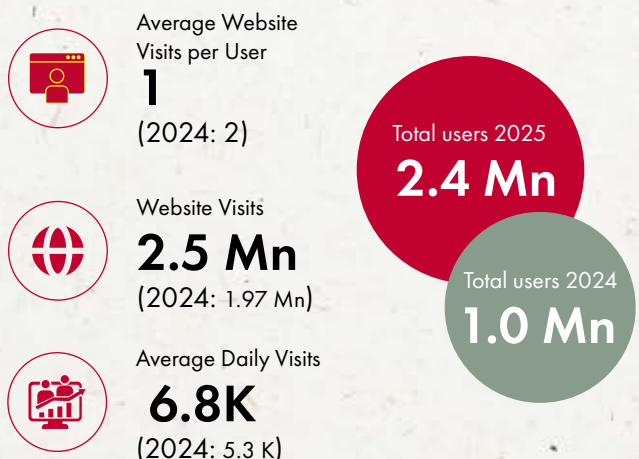 Average Website
Visits per User
1
(2024: 2)
Website Visits
2.5 Mn
(2024: 1.97 Mn)
Average Daily Visits
6.8K
(2024: 5.3 K)
Total users 2025
2.4 Mn
Total users 2024
1.0 Mn